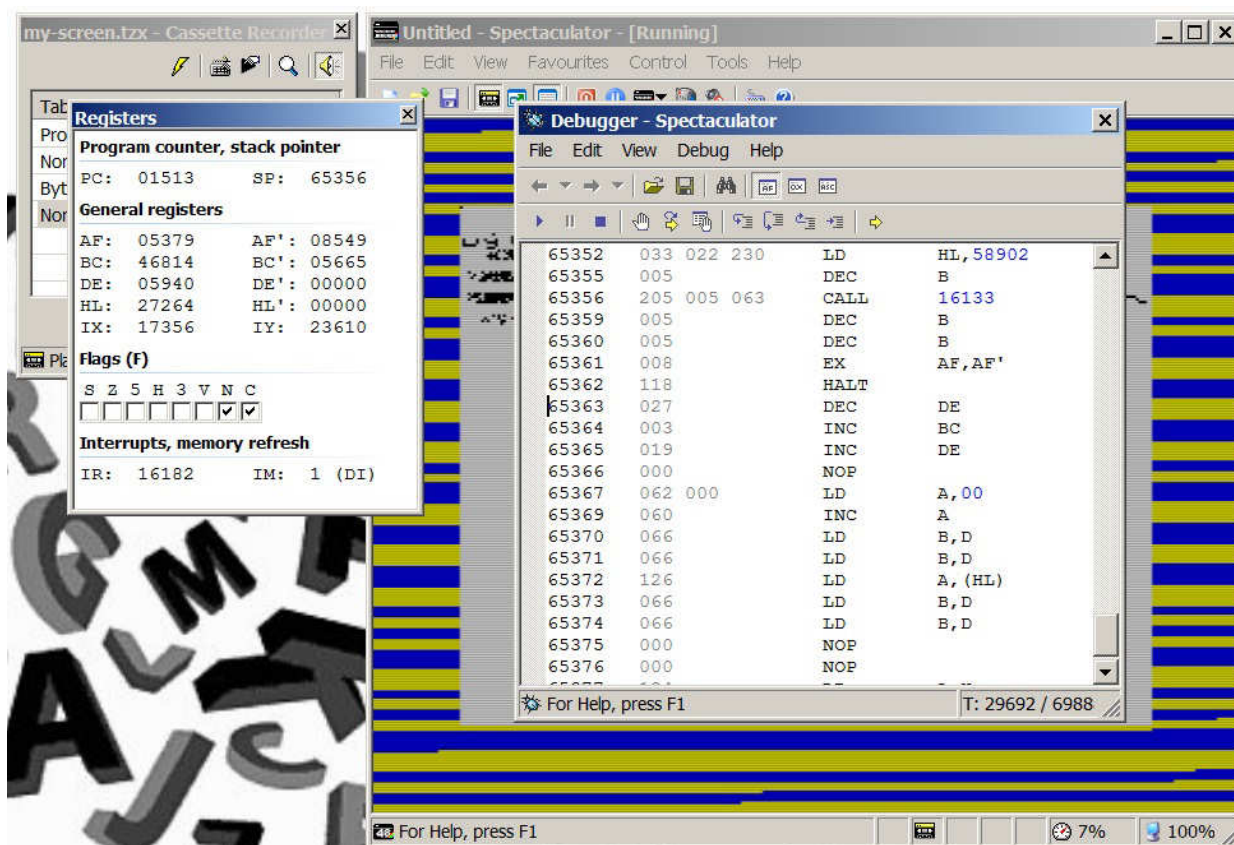 my-screen.tzx - Cassette Recorder
Untitled - Spectaculator - [Running]
File Edit View Favourites Control Tools Help
Pro
Nor
Byt
Nor
Registers
Program counter, stack pointer
PC: 01513 SP: 65356
General registers
AF: 05379 AF': 08549
BC: 46814 BC': 05665
DE: 05940 DE': 00000
HL: 27264 HL': 00000
IX: 17356 IY: 23610
Flags (F)
S Z 5 H 3 V N C
Interrupts, memory refresh
IR: 16182 IM: 1 (DI)
Debugger - Spectaculator
File Edit View Debug Help
65352 033 022 230 LD HL,58902
65355 005 DEC B
65356 205 005 063 CALL 16133
65359 005 DEC B
65360 005 DEC B
65361 008 EX AF,AF'
65362 118 HALT
65363 027 DEC DE
65364 003 INC BC
65365 019 INC DE
65366 000 NOP
65367 062 000 LD A,00
65369 060 INC A
65370 066 LD B,D
65371 066 LD B,D
65372 126 LD A,(HL)
65373 066 LD B,D
65374 066 LD B,D
65375 000 NOP
65376 000 NOP
For Help, press F1
T: 29692 / 6988
For Help, press F1
7%
100%
R
G
M
L
A
J
C